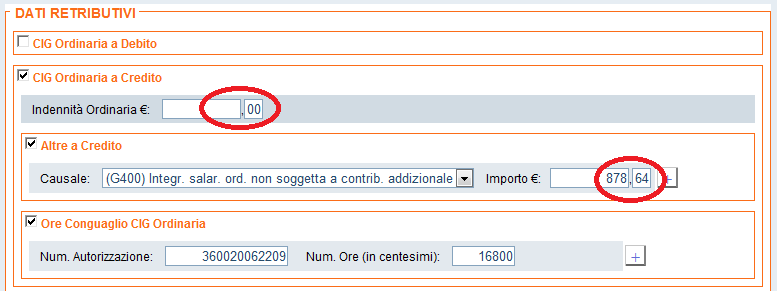 DATI RETRIBUTIVI
CIG Ordinaria a Debito
CIG Ordinaria a Credito
Indennità Ordinaria €: ,00
Altre a Credito
Causale: (G400) Integr. salar. ord. non soggetta a contrib. addizionale Importo €: 878,64 +
Ore Conguaglio CIG Ordinaria
Num. Autorizzazione: 360020062209 Num. Ore (in centesimi): 16800 +